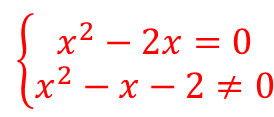 x² − 2x = 0
x² − x − 2 ≠ 0